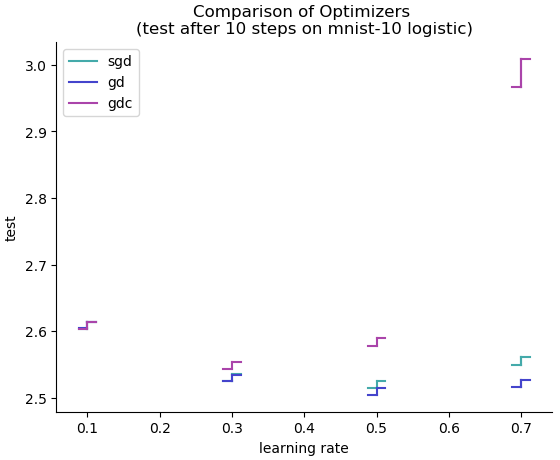 Comparison of Optimizers
(test after 10 steps on mnist-10 logistic)
sgd
gd
gdc
3.0
2.9
2.8
2.7
2.6
2.5
test
0.1 0.2 0.3 0.4 0.5 0.6 0.7
learning rate